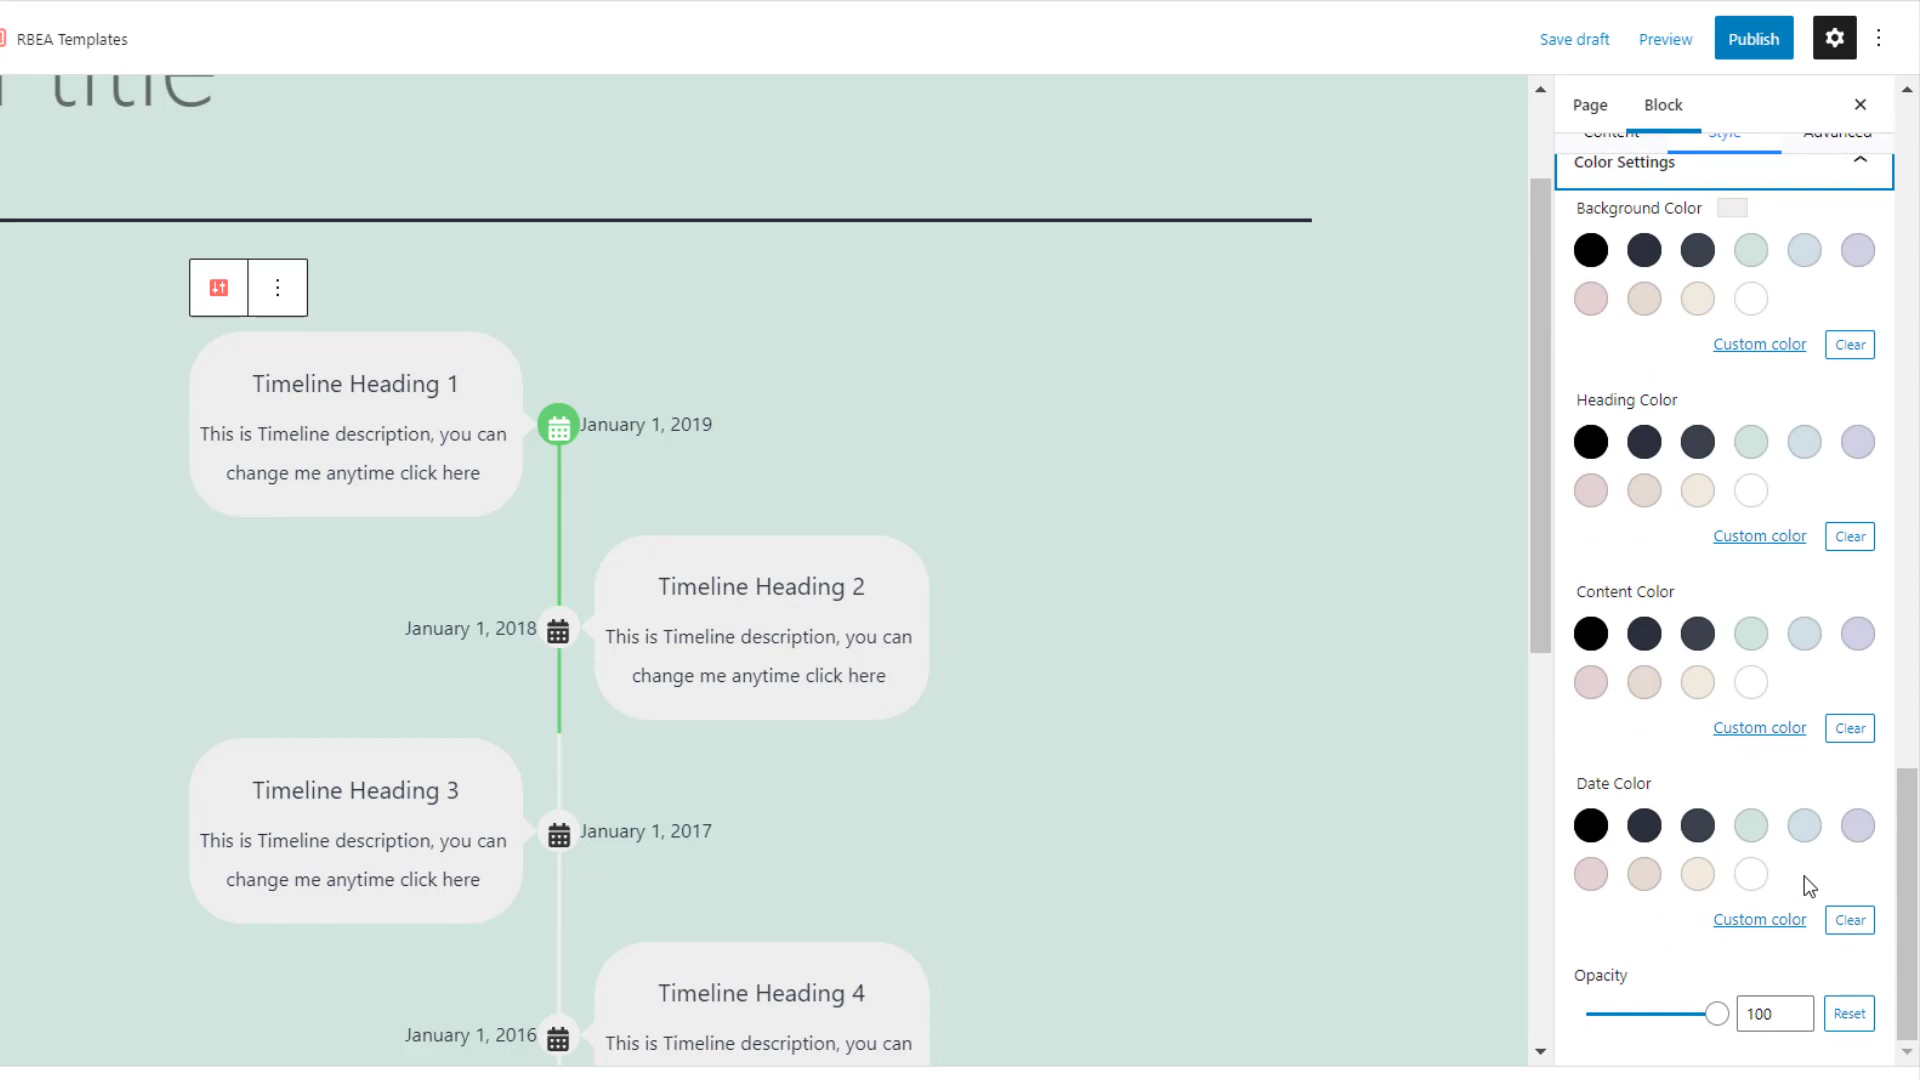 RBEA Templates
Save draft
Preview
Publish
title
Page
Block
Content
Style
Advanced
Color Settings
Background Color
Custom color
Clear
Heading Color
Custom color
Clear
Content Color
Custom color
Clear
Date Color
Custom color
Clear
Opacity
100
Reset
Timeline Heading 1
This is Timeline description, you can
change me anytime click here
January 1, 2019
Timeline Heading 2
This is Timeline description, you can
change me anytime click here
January 1, 2018
Timeline Heading 3
This is Timeline description, you can
change me anytime click here
January 1, 2017
Timeline Heading 4
This is Timeline description, you can
January 1, 2016